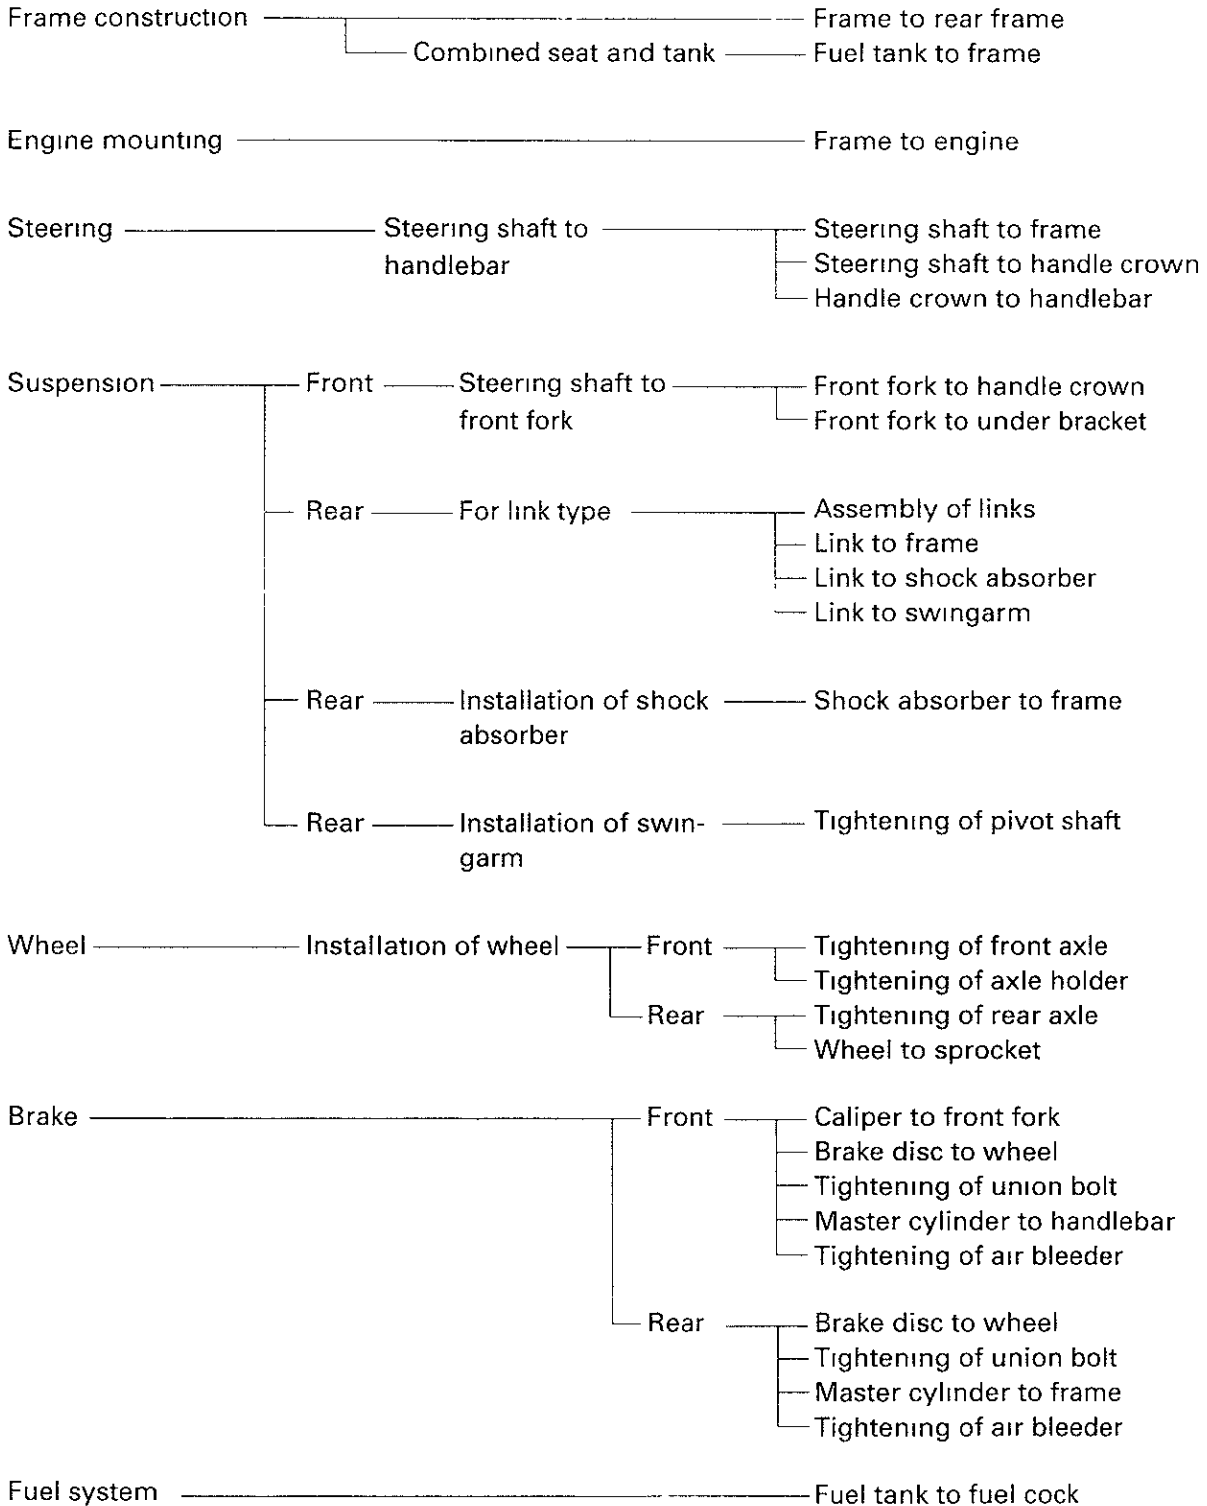 Frame construction Frame to rear frame
Combined seat and tank Fuel tank to frame
Engine mounting Frame to engine
Steering Steering shaft to handlebar Steering shaft to frame
Steering shaft to handle crown
Handle crown to handlebar
Suspension Front Steering shaft to front fork Front fork to handle crown
Front fork to under bracket
Rear For link type Assembly of links
Link to frame
Link to shock absorber
Link to swingarm
Rear Installation of shock absorber Shock absorber to frame
Rear Installation of swin-
garm Tightening of pivot shaft
Wheel Installation of wheel Front Tightening of front axle
Tightening of axle holder
Rear Tightening of rear axle
Wheel to sprocket
Brake Front Caliper to front fork
Brake disc to wheel
Tightening of union bolt
Master cylinder to handlebar
Tightening of air bleeder
Rear Brake disc to wheel
Tightening of union bolt
Master cylinder to frame
Tightening of air bleeder
Fuel system Fuel tank to fuel cock